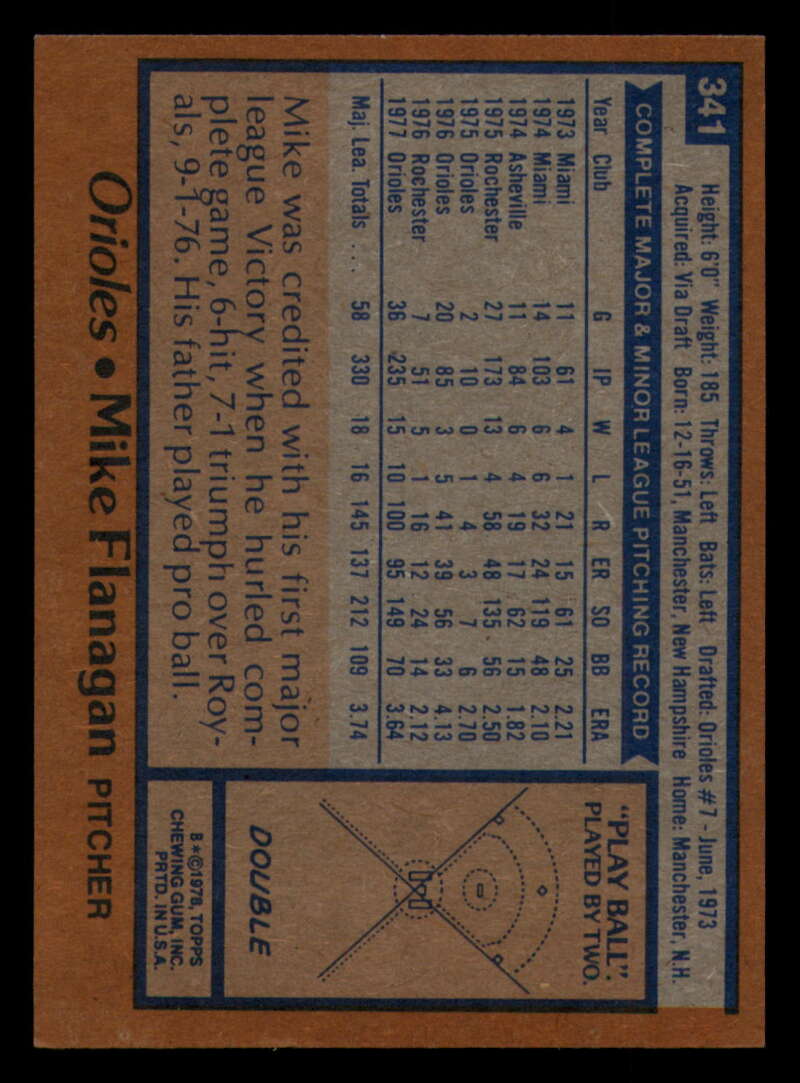 341
Height: 6'0" Weight: 185 Throws: Left Bats: Left Drafted: Orioles #7 - June, 1973
Acquired: Via Draft Born: 12-16-51, Manchester, New Hampshire Home: Manchester, N.H.
COMPLETE MAJOR & MINOR LEAGUE PITCHING RECORD
Year Club G IP W L R ER SO BB ERA
1973 Miami 11 61 4 1 21 15 61 25 2.21
1974 Miami 14 103 6 6 32 24 119 48 2.10
1974 Asheville 11 84 6 4 19 17 62 15 1.82
1975 Rochester 27 173 13 4 58 48 135 56 2.50
1975 Orioles 2 10 0 1 4 3 7 6 2.70
1976 Orioles 20 85 3 5 41 39 56 33 4.13
1976 Rochester 7 51 5 1 16 12 24 14 2.12
1977 Orioles 36 235 15 10 100 95 149 70 3.64
Maj. Lea. Totals ... 58 330 18 16 145 137 212 109 3.74
Mike was credited with his first major
league Victory when he hurled com-
plete game, 6-hit, 7-1 triumph over Roy-
als, 9-1-76. His father played pro ball.
"PLAY BALL":
PLAYED BY TWO.
DOUBLE
B*©1978, TOPPS
CHEWING GUM, INC.
PRTD. IN U.S.A.
Orioles • Mike Flanagan PITCHER